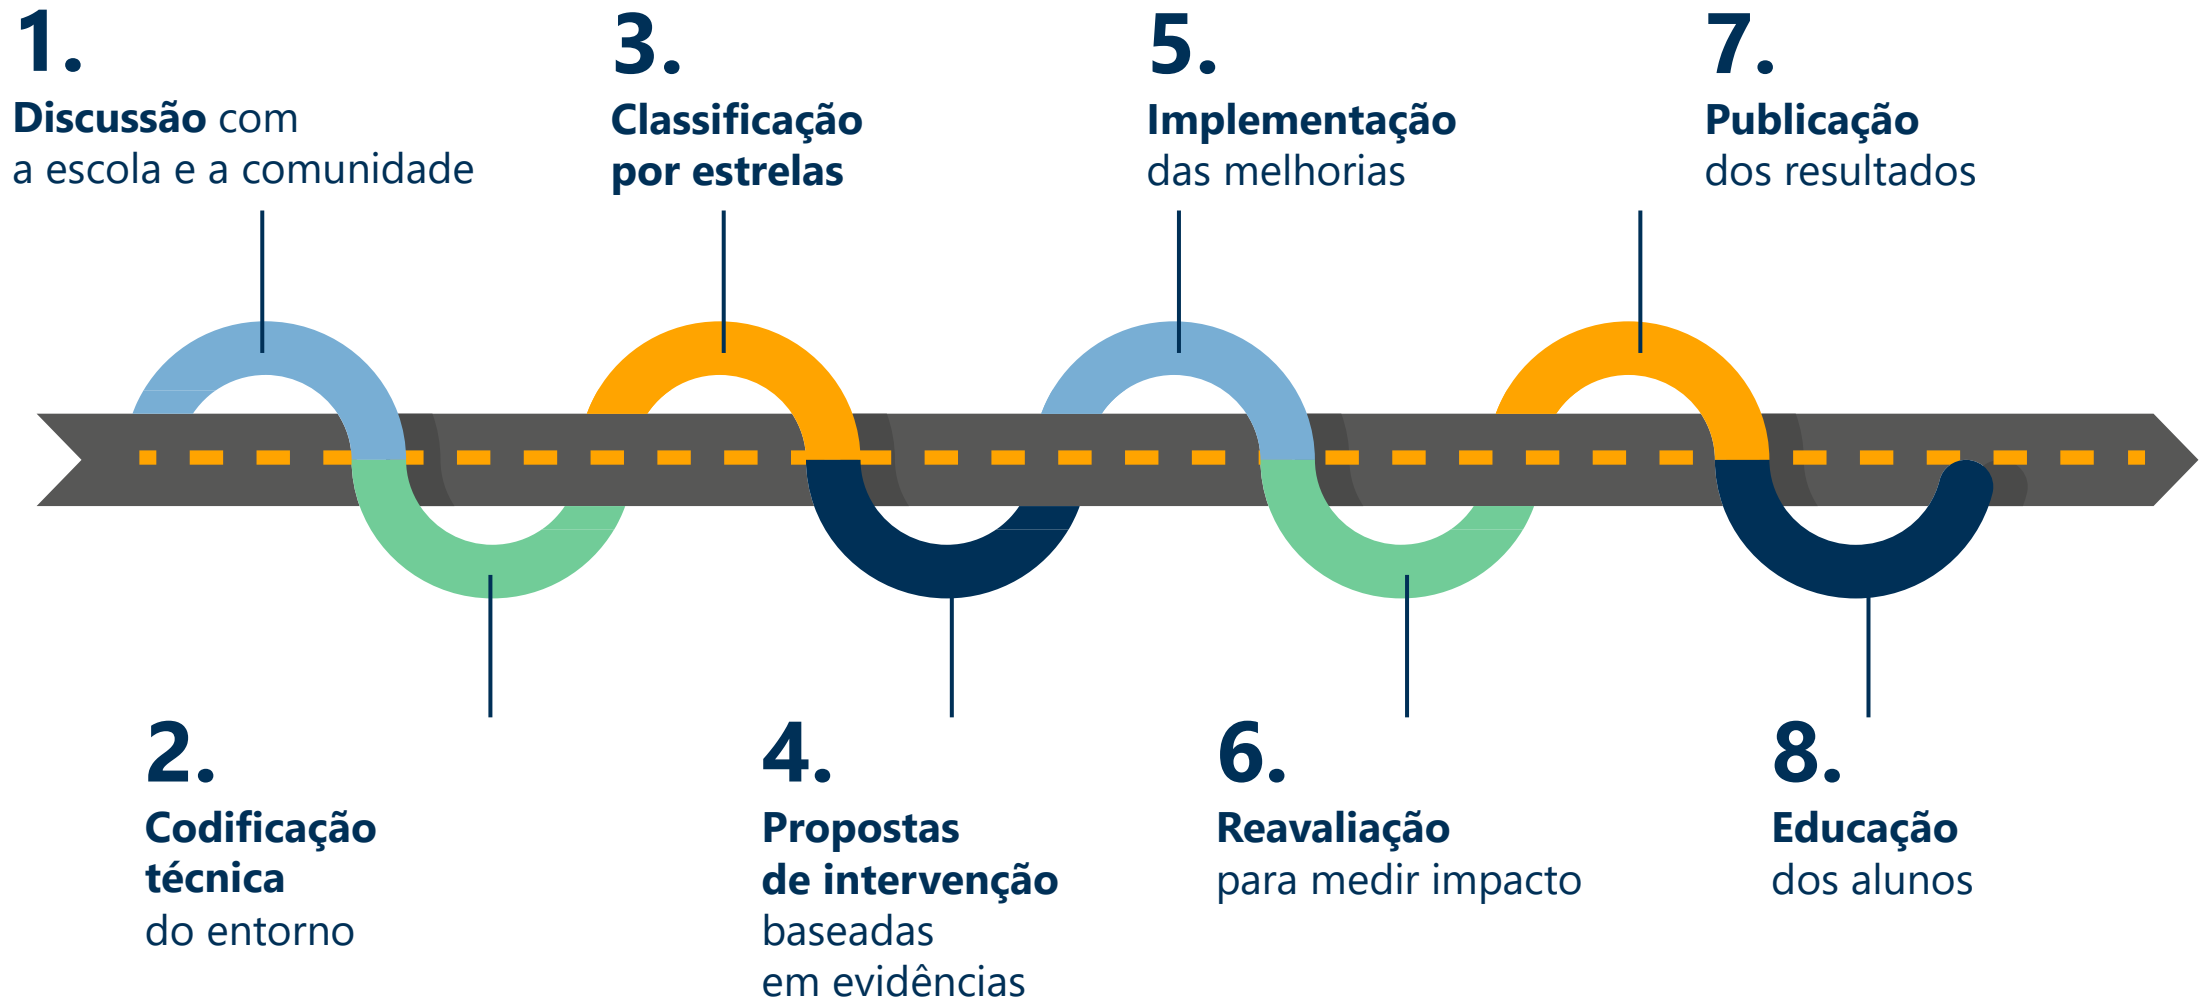 1.
Discussão com
a escola e a comunidade
2.
Codificação
técnica
do entorno
3.
Classificação
por estrelas
4.
Propostas
de intervenção
baseadas
em evidências
5.
Implementação
das melhorias
6.
Reavaliação
para medir impacto
7.
Publicação
dos resultados
8.
Educação
dos alunos